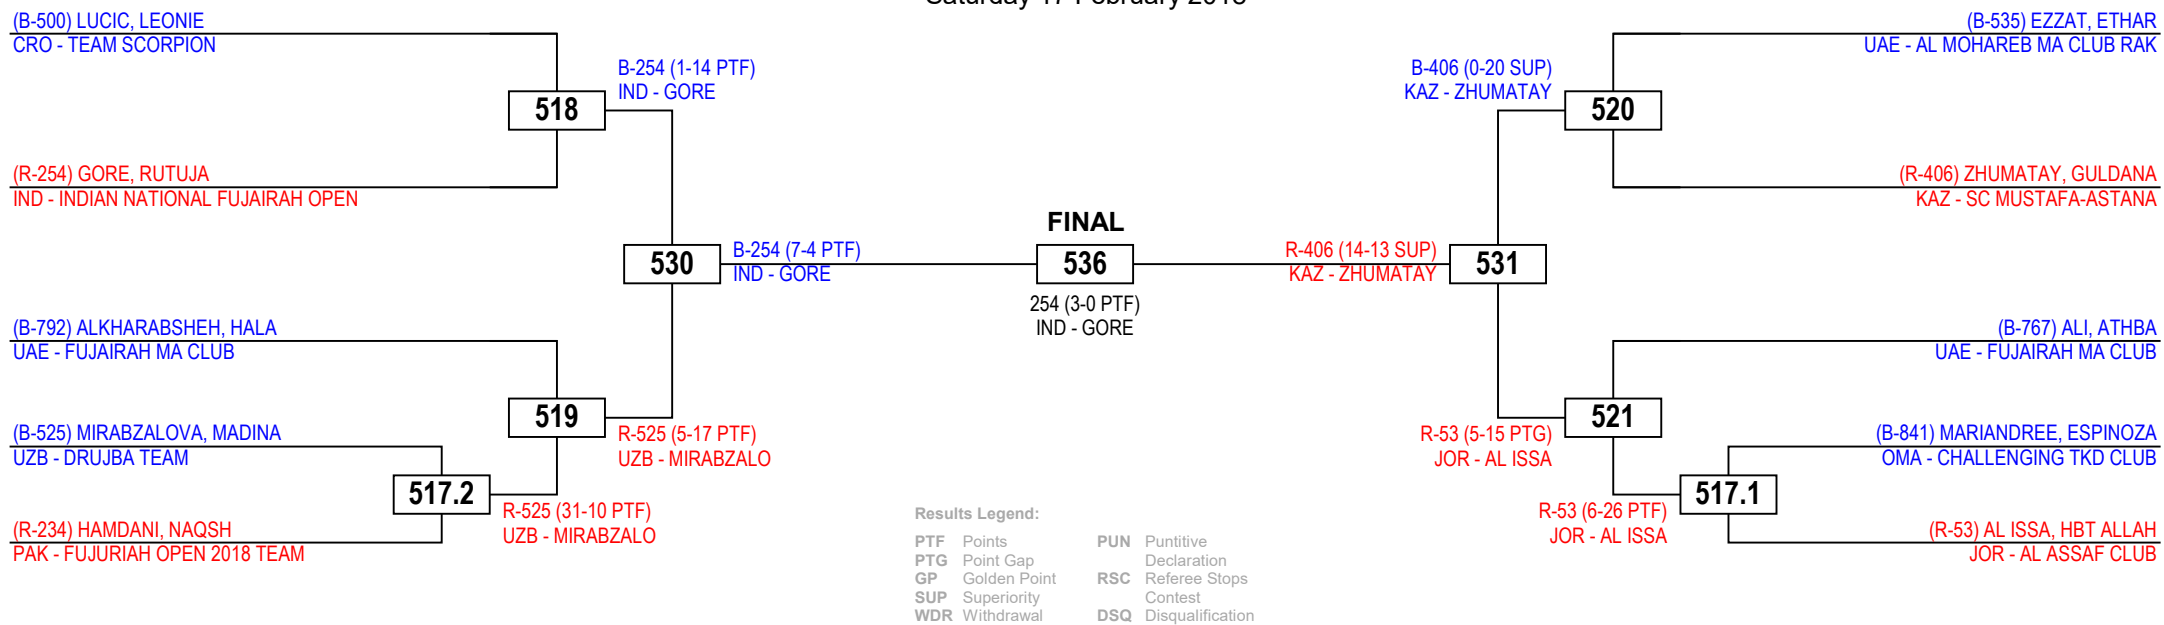 (B-500) LUCIC, LEONIE
CRO - TEAM SCORPION
(R-254) GORE, RUTUJA
IND - INDIAN NATIONAL FUJAIRAH OPEN
(B-792) ALKHARABSHEH, HALA
UAE - FUJAIRAH MA CLUB
(B-525) MIRABZALOVA, MADINA
UZB - DRUJBA TEAM
(R-234) HAMDANI, NAQSH
PAK - FUJURIAH OPEN 2018 TEAM
517.2
R-525 (31-10 PTF)
UZB - MIRABZALO
518
B-254 (1-14 PTF)
IND - GORE
519
R-525 (5-17 PTF)
UZB - MIRABZALO
530
B-254 (7-4 PTF)
IND - GORE
FINAL
536
254 (3-0 PTF)
IND - GORE
R-406 (14-13 SUP)
KAZ - ZHUMATAY
531
B-406 (0-20 SUP)
KAZ - ZHUMATAY
520
R-53 (5-15 PTG)
JOR - AL ISSA
521
R-53 (6-26 PTF)
JOR - AL ISSA
517.1
(B-535) EZZAT, ETHAR
UAE - AL MOHAREB MA CLUB RAK
(R-406) ZHUMATAY, GULDANA
KAZ - SC MUSTAFA-ASTANA
(B-767) ALI, ATHBA
UAE - FUJAIRAH MA CLUB
(B-841) MARIANDREE, ESPINOZA
OMA - CHALLENGING TKD CLUB
(R-53) AL ISSA, HBT ALLAH
JOR - AL ASSAF CLUB
Results Legend:
PTF Points
PTG Point Gap
GP Golden Point
SUP Superiority
WDR Withdrawal
PUN Puntitive
Declaration
RSC Referee Stops
Contest
DSQ Disqualification